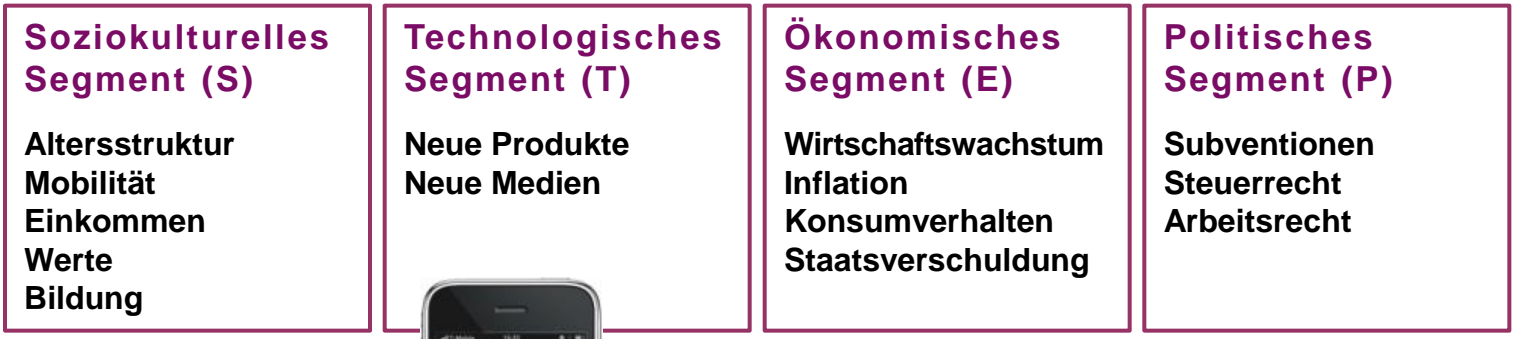 Soziokulturelles
Segment (S)
Altersstruktur
Mobilität
Einkommen
Werte
Bildung
Technologisches
Segment (T)
Neue Produkte
Neue Medien
Ökonomisches
Segment (E)
Wirtschaftswachstum
Inflation
Konsumverhalten
Staatsverschuldung
Politisches
Segment (P)
Subventionen
Steuerrecht
Arbeitsrecht